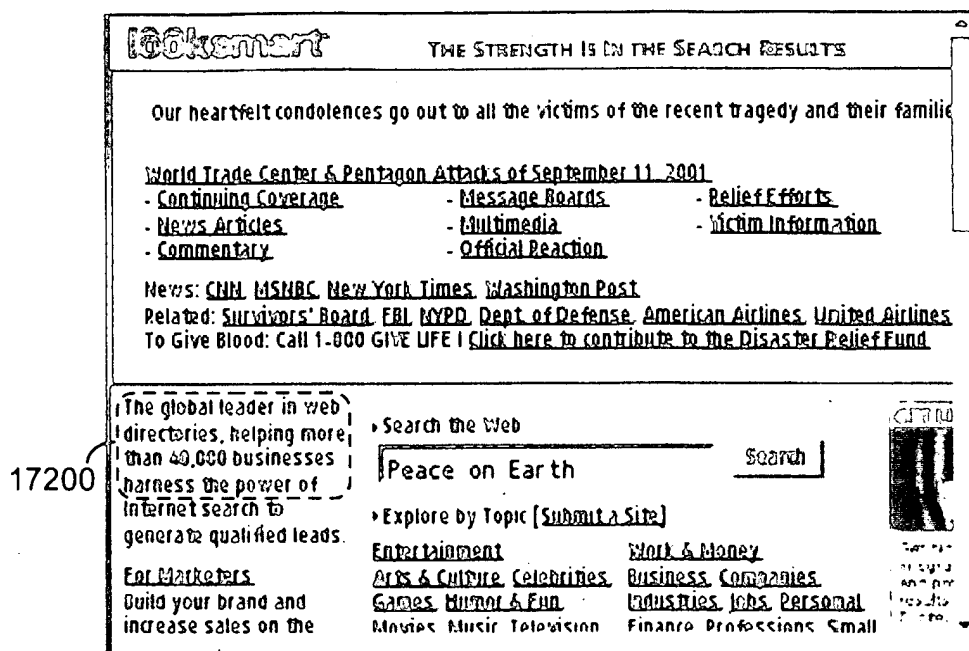 looksmart THE STRENGTH IS IN THE SEARCH RESULTS
Our heartfelt condolences go out to all the victims of the recent tragedy and their familie
World Trade Center & Pentagon Attacks of September 11, 2001
- Continuing Coverage - Message Boards - Relief Efforts
- News Articles - Multimedia - Victim Information
- Commentary - Official Reaction
News: CNN, MSNBC, New York Times, Washington Post
Related: Survivors' Board, FBI, NYPD, Dept. of Defense, American Airlines, United Airlines
To Give Blood: Call 1-800 GIVE LIFE | Click here to contribute to the Disaster Relief Fund
17200
The global leader in web
directories, helping more
than 40,000 businesses
harness the power of
Internet search to
generate qualified leads.
For Marketers
Build your brand and
increase sales on the
▸ Search the Web
Peace on Earth Search
▸ Explore by Topic [Submit a Site]
Entertainment Work & Money
Arts & Culture, Celebrities, Business, Companies,
Games, Humor & Fun, Industries, Jobs, Personal
Movies, Music, Television Finance, Professions, Small